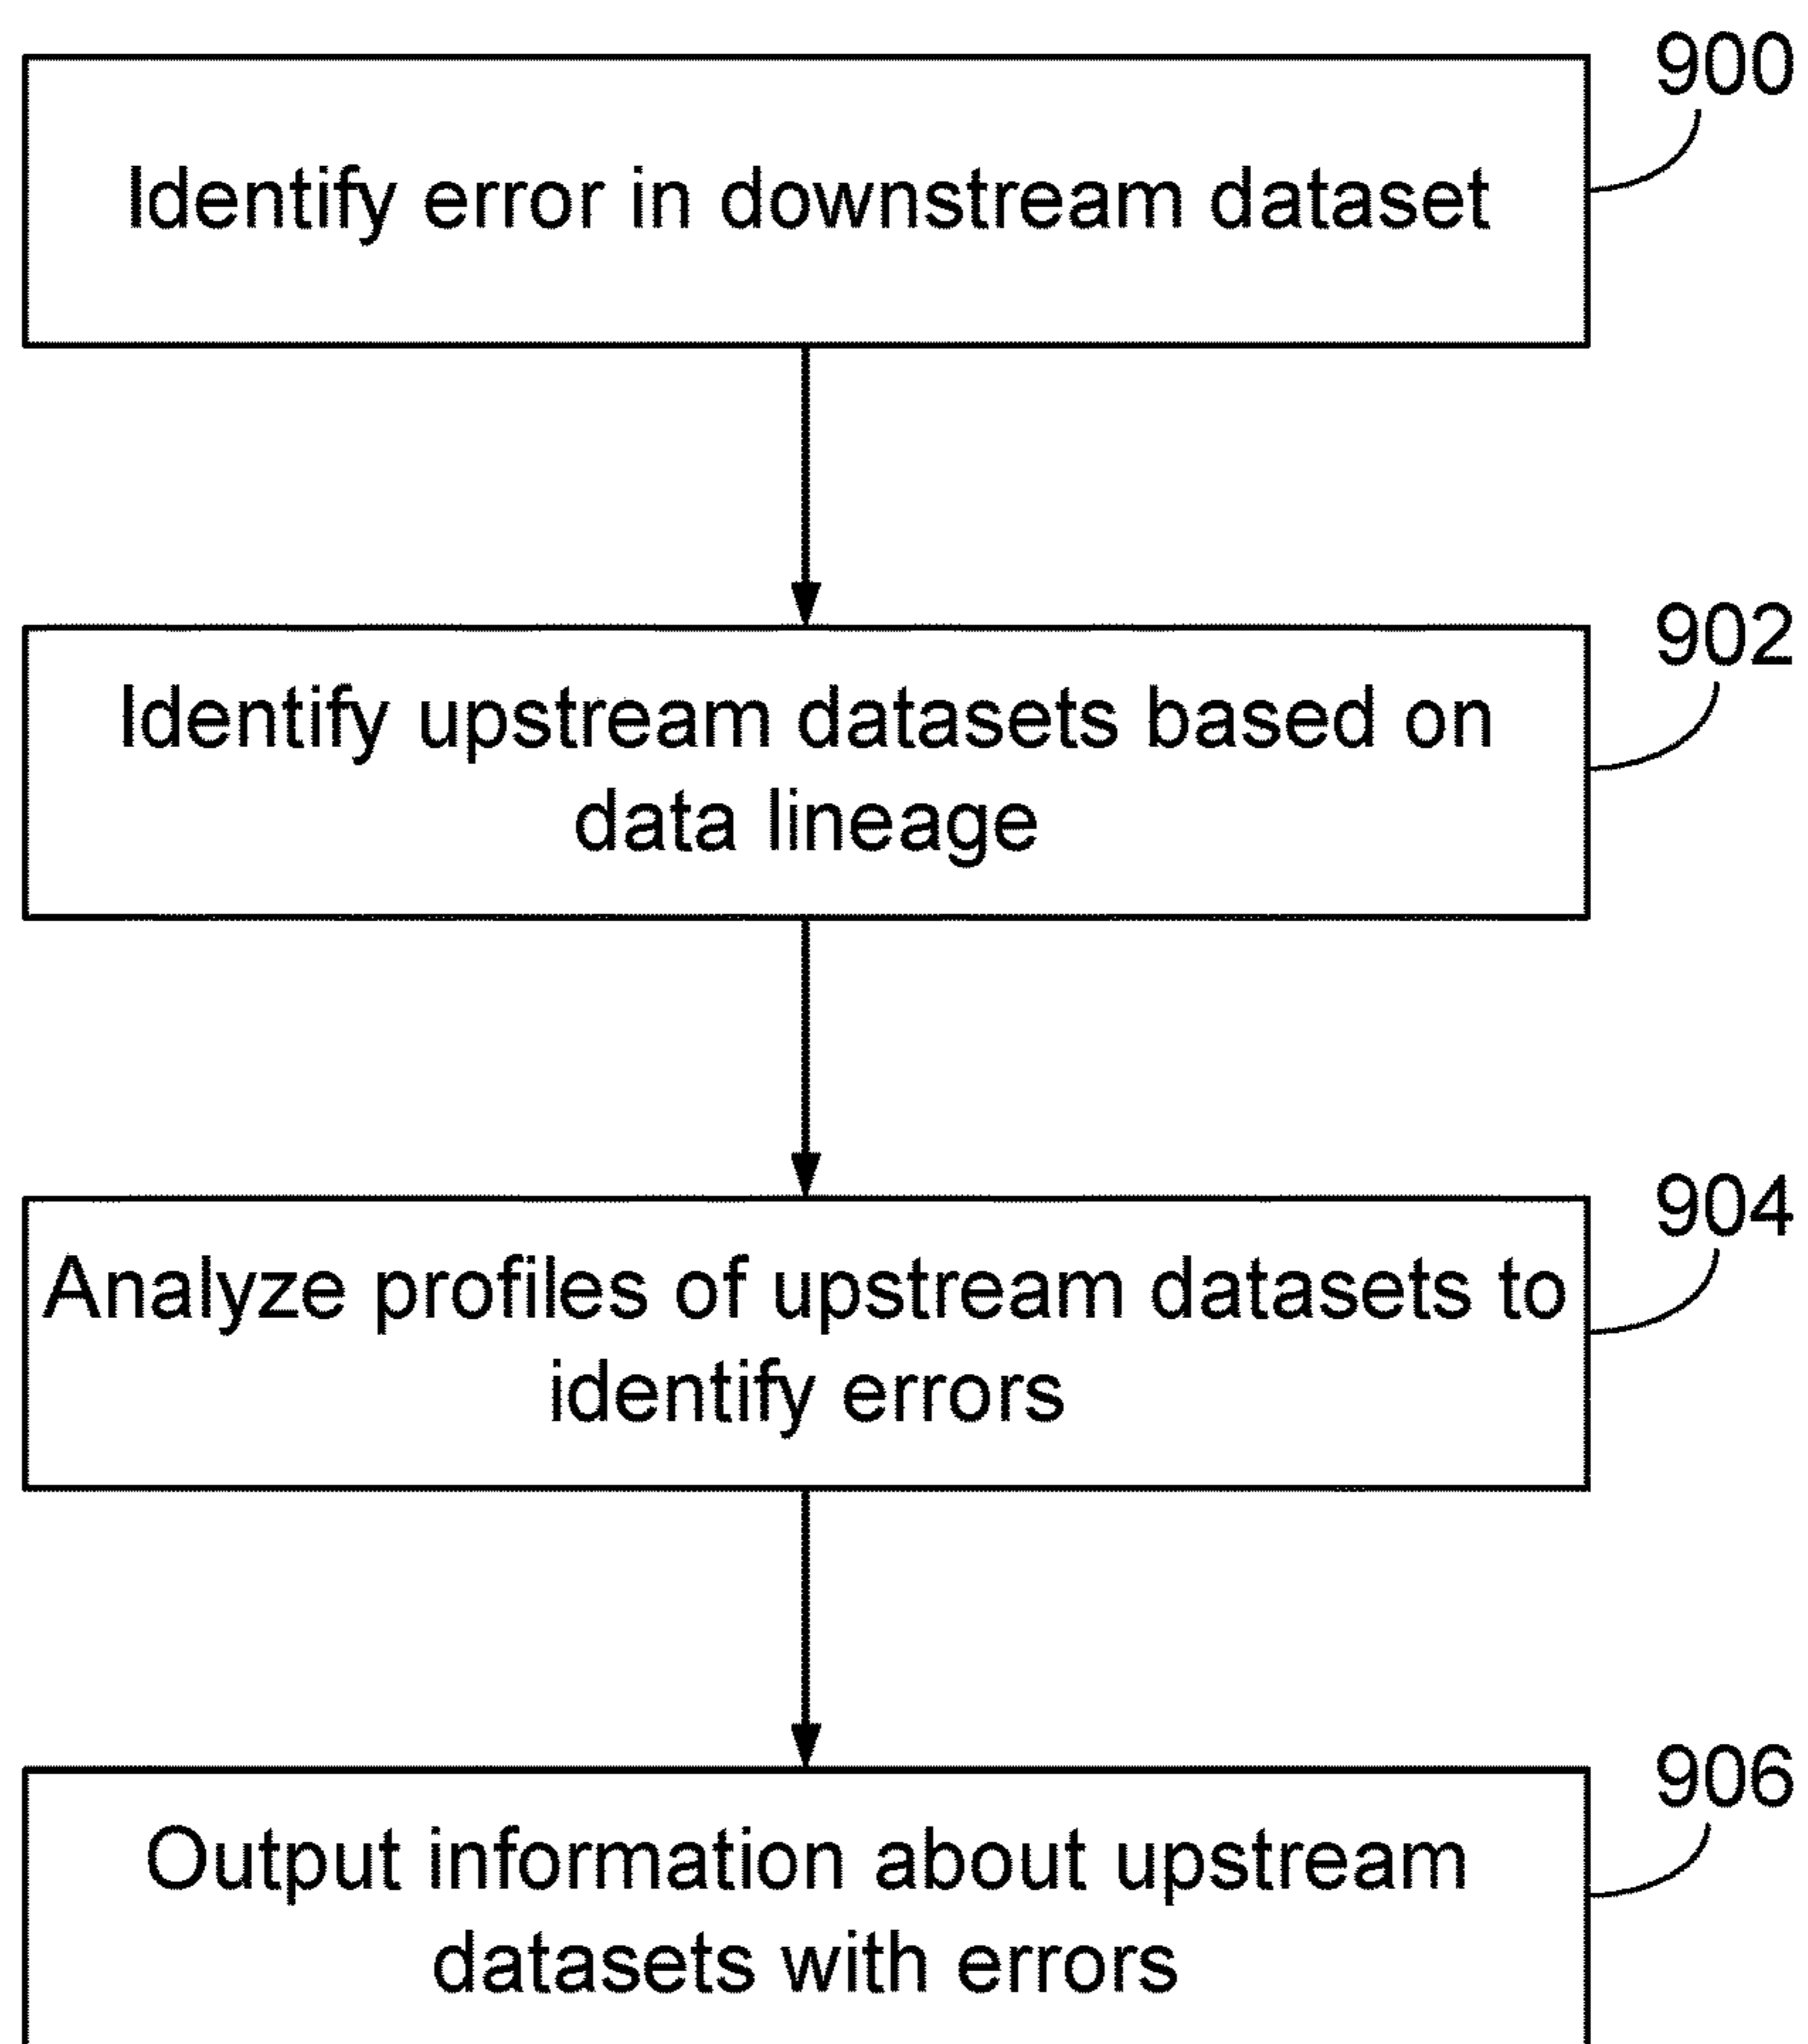 900
Identify error in downstream dataset
902
Identify upstream datasets based on
data lineage
904
Analyze profiles of upstream datasets to
identify errors
906
Output information about upstream
datasets with errors